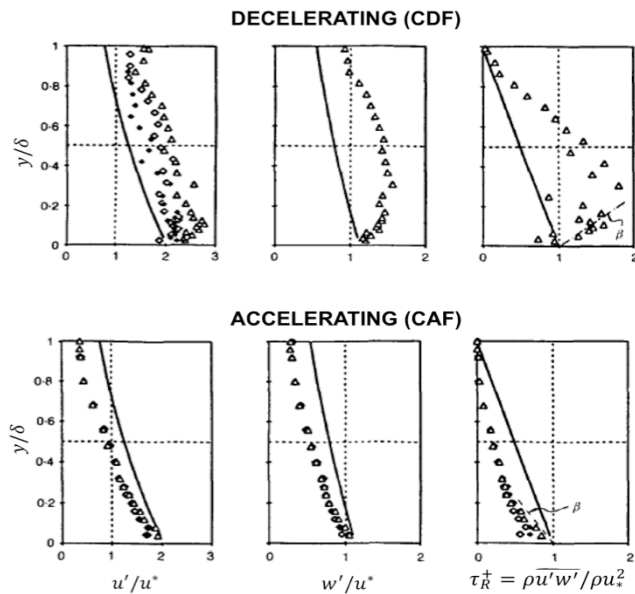 DECELERATING (CDF)
1
0·8
0·6
0·4
0·2
0
y/δ
0 1 2 3
0 1 2
β
0 1 2
ACCELERATING (CAF)
1
0·8
0·6
0·4
0·2
0
y/δ
0 1 2 3
0 1 2
β
0 1 2
u'/u* w'/u* τ_R^+ = ρu'w'/ρu_*^2